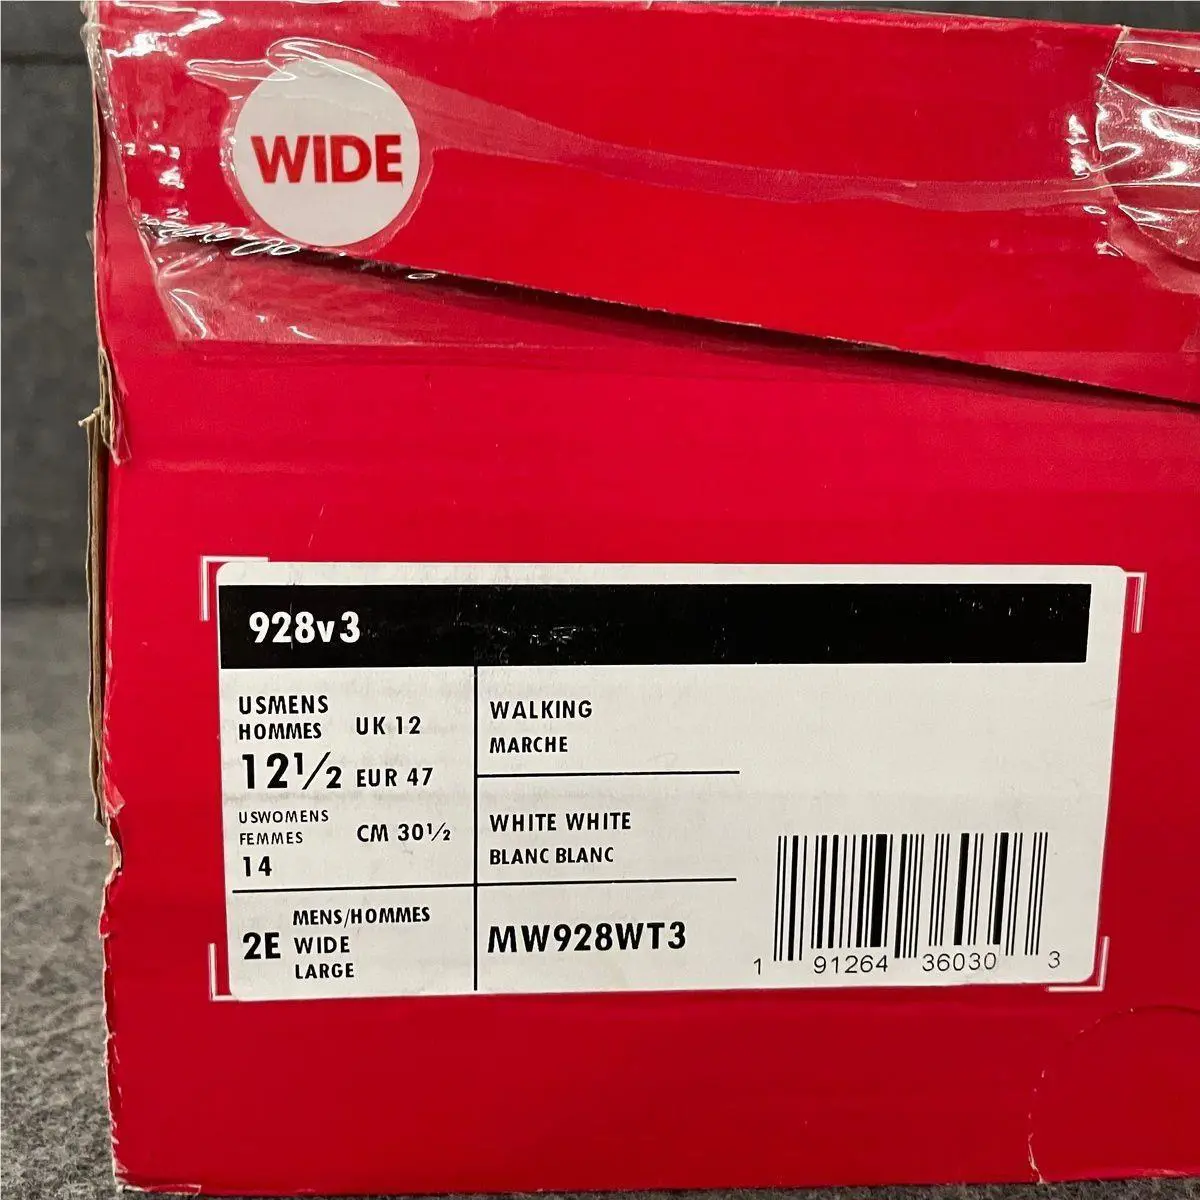 WIDE
928v3
USMENS
HOMMES UK 12
12½ EUR 47
USWOMENS
FEMMES CM 30½
14
2E MENS/HOMMES
WIDE
LARGE
WALKING
MARCHE
WHITE WHITE
BLANC BLANC
MW928WT3
1 91264 36030 3